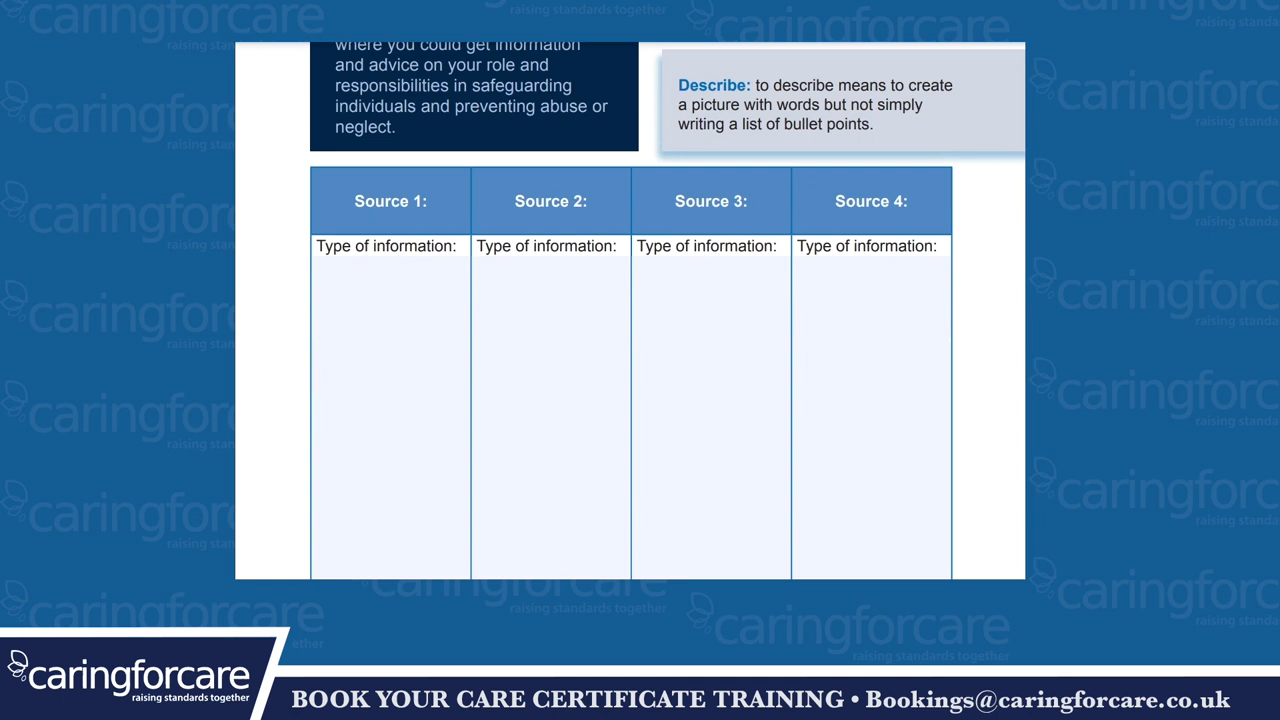 where you could get information
and advice on your role and
responsibilities in safeguarding
individuals and preventing abuse or
neglect.
Describe: to describe means to create
a picture with words but not simply
writing a list of bullet points.
Source 1: Source 2: Source 3: Source 4:
Type of information: Type of information: Type of information: Type of information:
caringforcare
raising standards together
BOOK YOUR CARE CERTIFICATE TRAINING • Bookings@caringforcare.co.uk